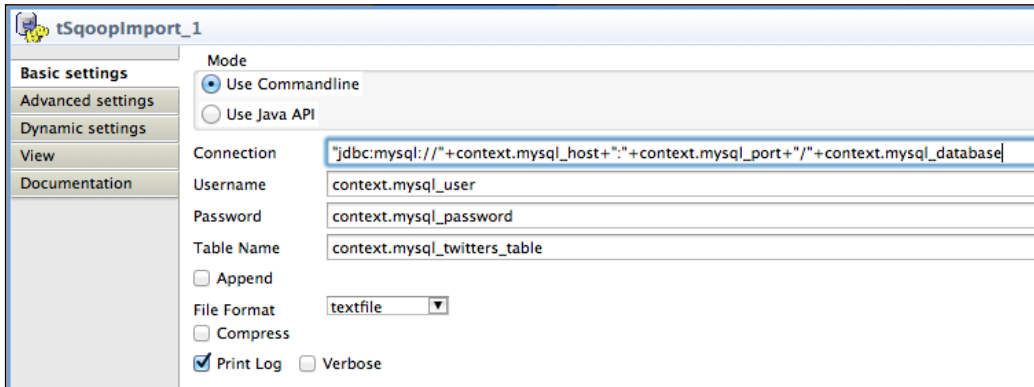 tSqoopImport_1
Basic settings
Advanced settings
Dynamic settings
View
Documentation
Mode
Use Commandline
Use Java API
Connection "jdbc:mysql://"+context.mysql_host+":"+context.mysql_port+"/"+context.mysql_database
Username context.mysql_user
Password context.mysql_password
Table Name context.mysql_twitters_table
Append
File Format textfile
Compress
Print Log Verbose